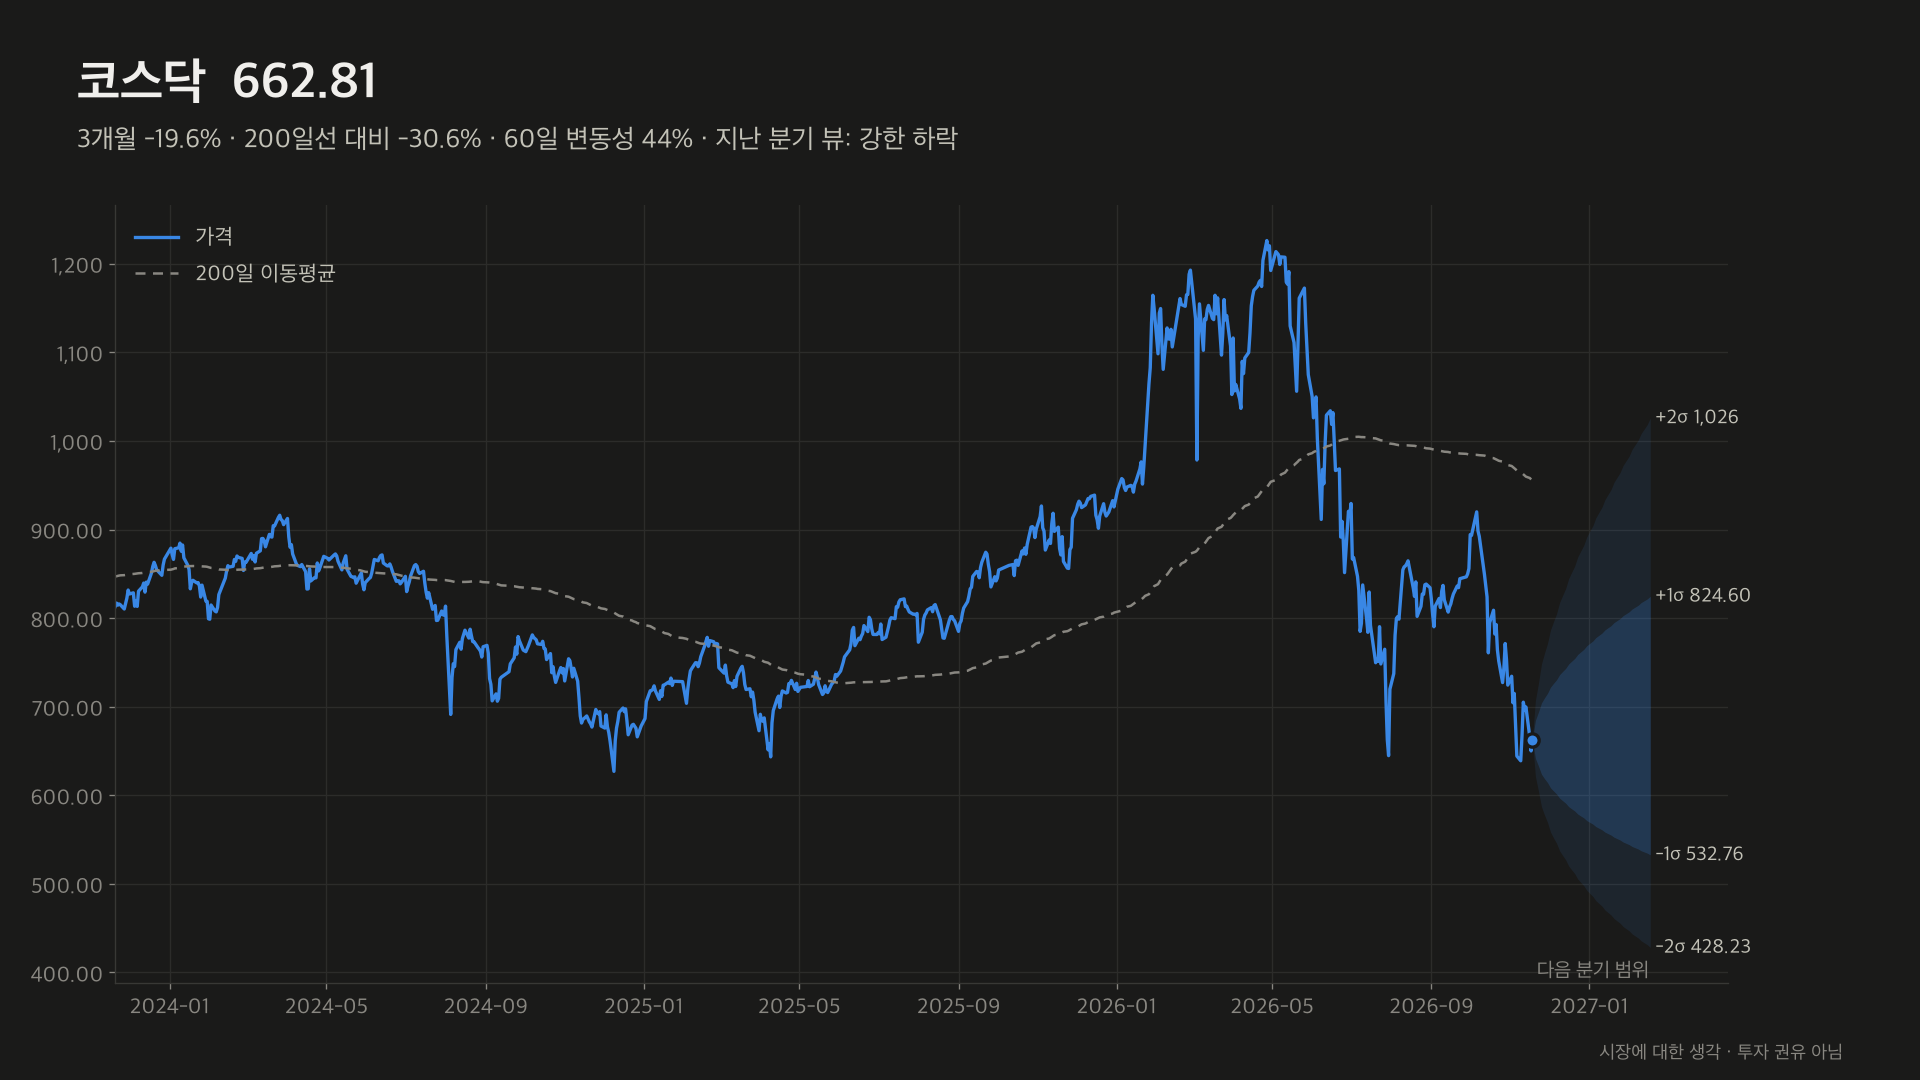 코스닥 662.81
3개월 -19.6% · 200일선 대비 -30.6% · 60일 변동성 44% · 지난 분기 뷰: 강한 하락
가격
200일 이동평균
1,200
1,100
1,000
900.00
800.00
700.00
600.00
500.00
400.00
+2σ 1,026
+1σ 824.60
-1σ 532.76
-2σ 428.23
다음 분기 범위
2024-01 2024-05 2024-09 2025-01 2025-05 2025-09 2026-01 2026-05 2026-09 2027-01
시장에 대한 생각 · 투자 권유 아님